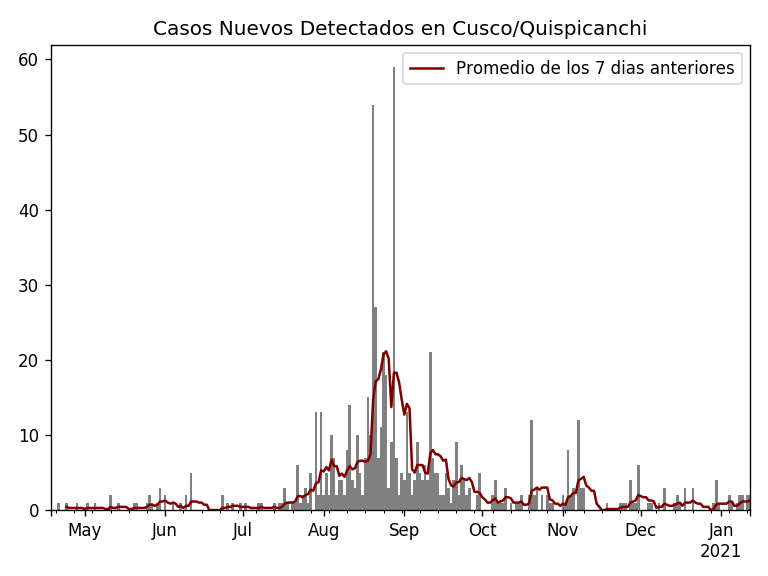 Casos Nuevos Detectados en Cusco/Quispicanchi
Promedio de los 7 dias anteriores
60
50
40
30
20
10
0
May Jun Jul Aug Sep Oct Nov Dec Jan
2021